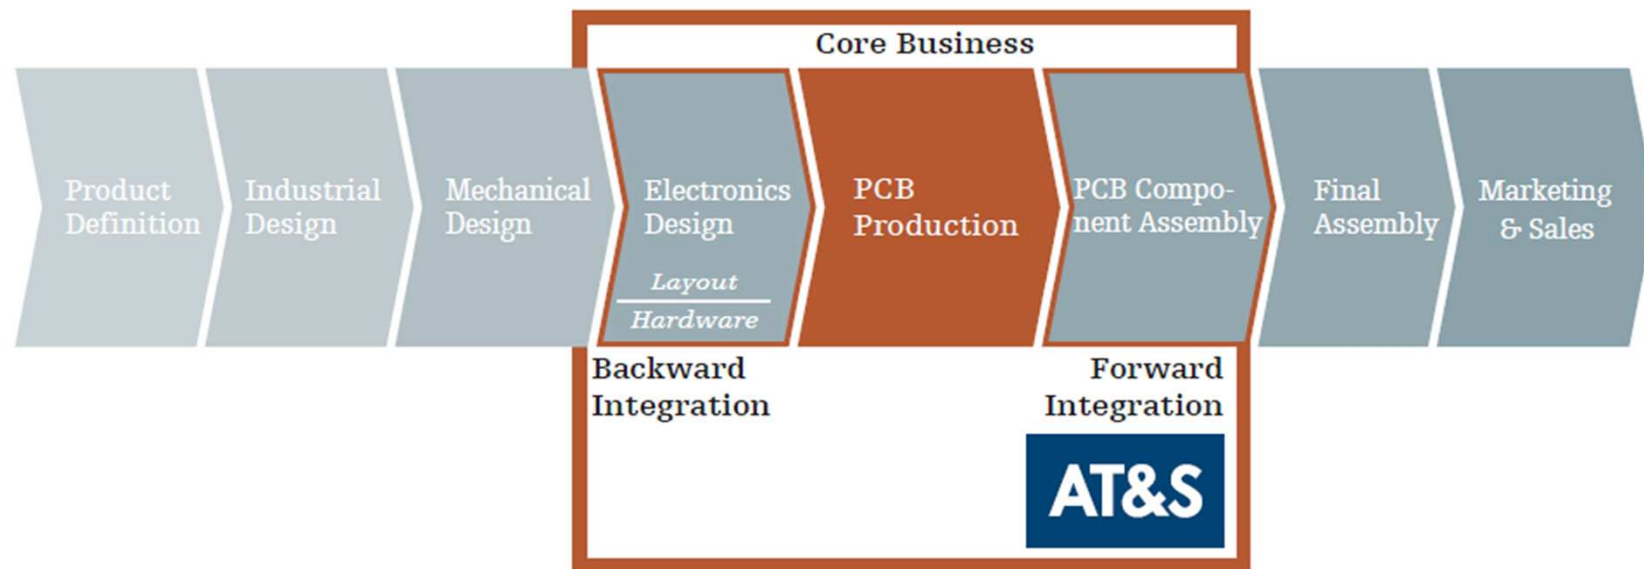 Core Business
Product
Definition
Industrial
Design
Mechanical
Design
Electronics
Design
Layout
Hardware
PCB
Production
PCB Compo-
nent Assembly
Final
Assembly
Marketing
& Sales
Backward
Integration
Forward
Integration
AT&S